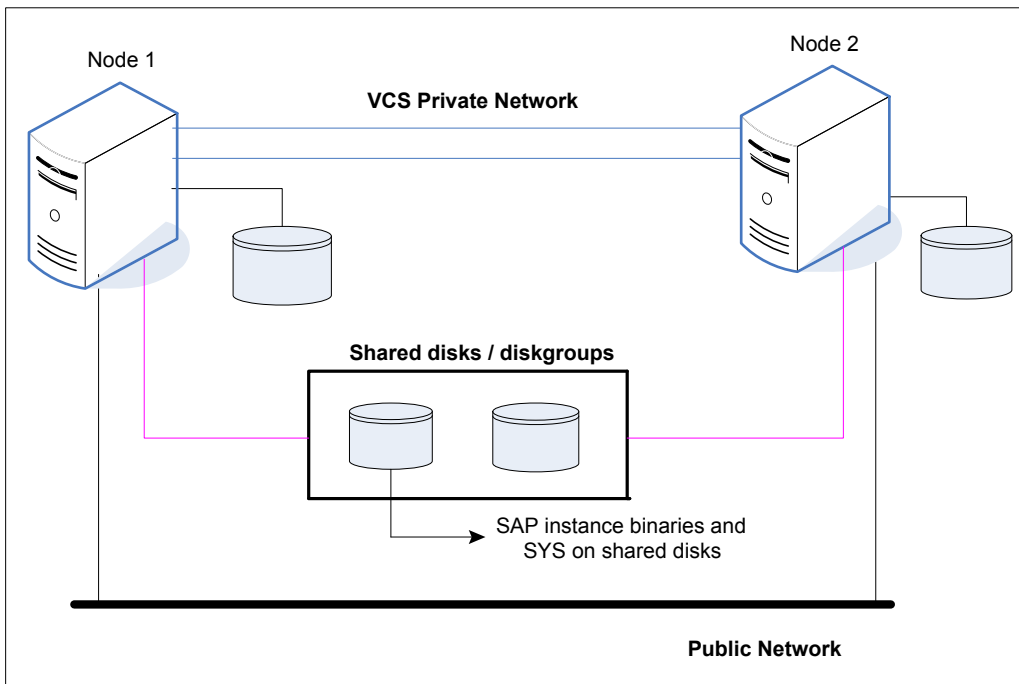 Node 1
Node 2
VCS Private Network
Shared disks / diskgroups
SAP instance binaries and
SYS on shared disks
Public Network